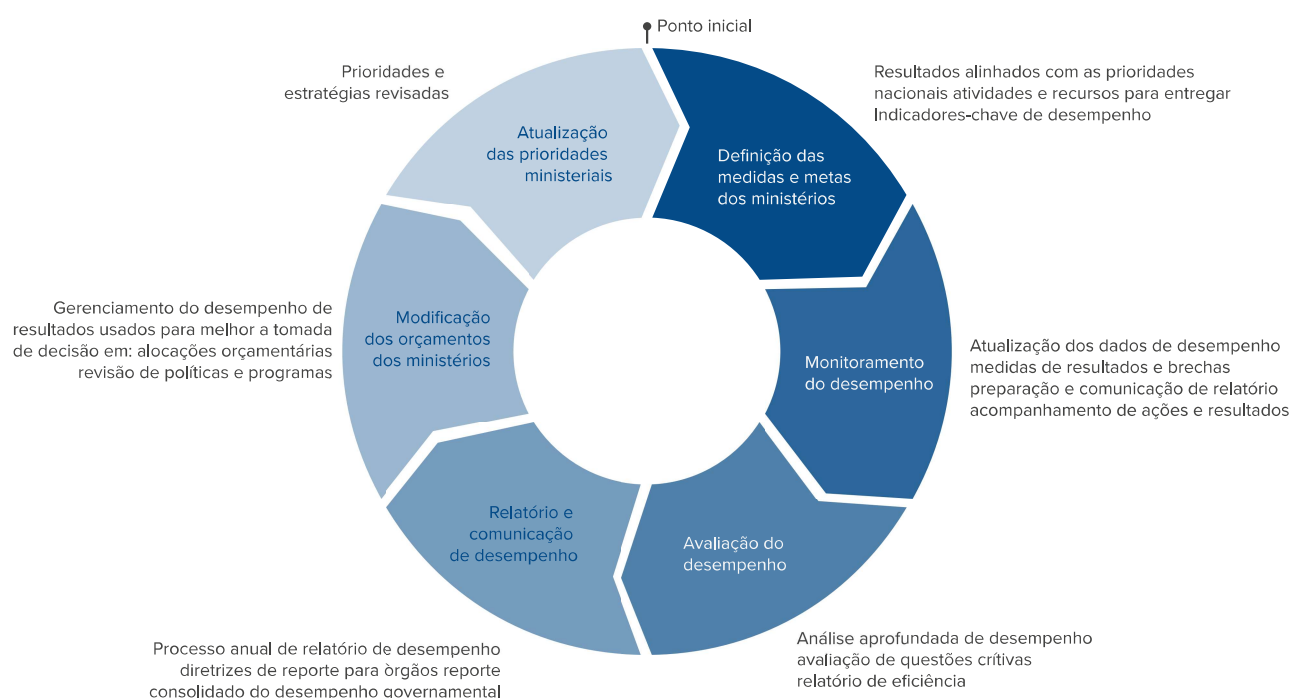 Ponto inicial
Prioridades e
estratégias revisadas
Resultados alinhados com as prioridades
nacionais atividades e recursos para entregar
Indicadores-chave de desempenho
Atualização
das prioridades
ministeriais
Definição das
medidas e metas
dos ministérios
Gerenciamento do desempenho de
resultados usados para melhor a tomada
de decisão em: alocações orçamentárias
revisão de políticas e programas
Modificação
dos orçamentos
dos ministérios
Monitoramento
do desempenho
Atualização dos dados de desempenho
medidas de resultados e brechas
preparação e comunicação de relatório
acompanhamento de ações e resultados
Relatório e
comunicação
de desempenho
Avaliação do
desempenho
Processo anual de relatório de desempenho
diretrizes de reporte para òrgãos reporte
consolidado do desempenho governamental
Análise aprofundada de desempenho
avaliação de questões crítivas
relatório de eficiência